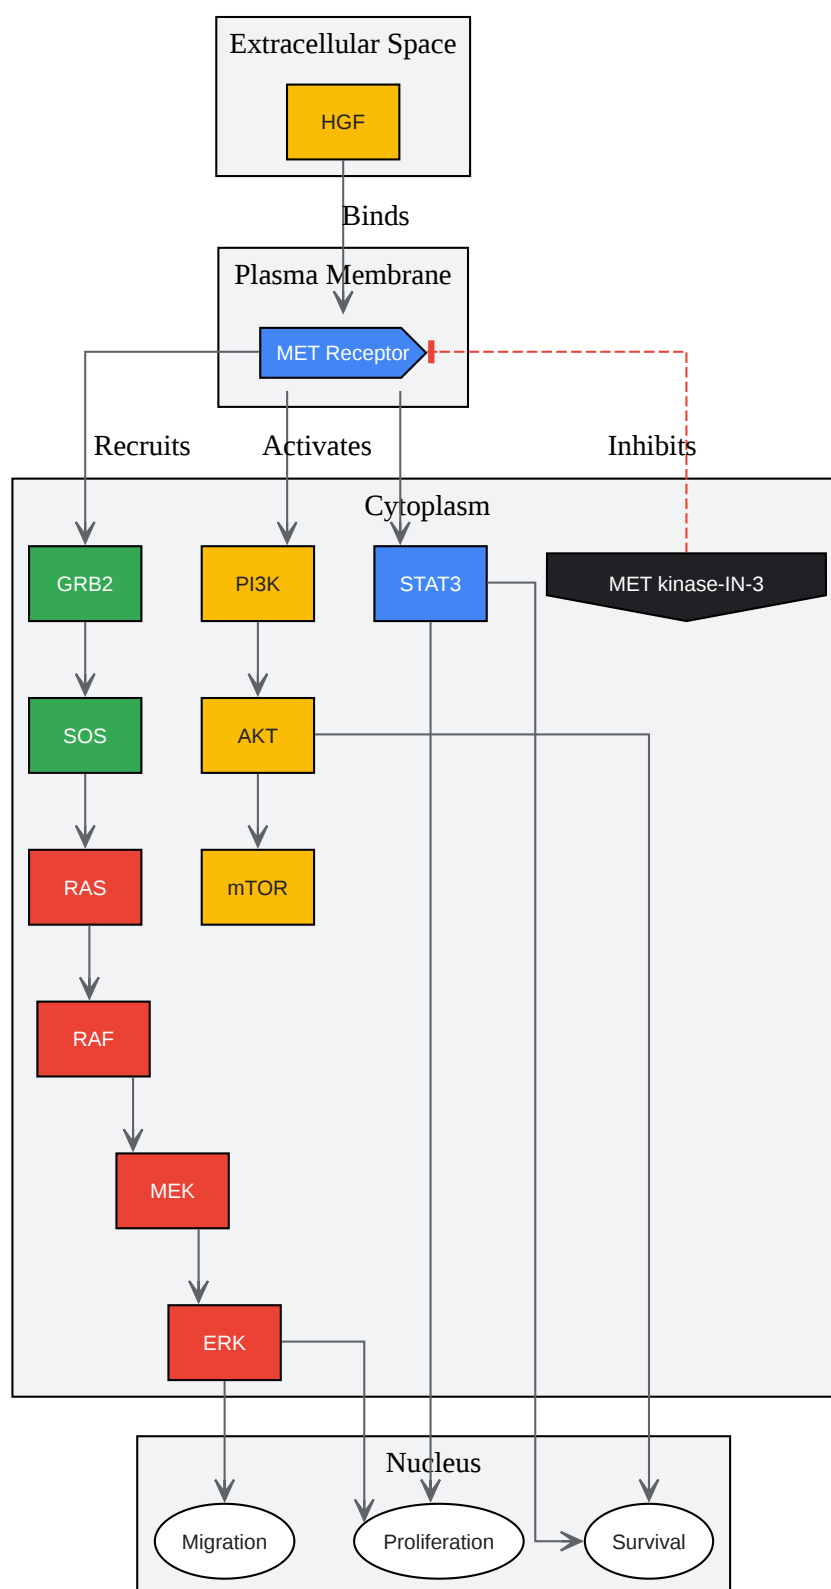 Extracellular Space
HGF
Binds
Plasma Membrane
MET Receptor
Recruits
Activates
Inhibits
Cytoplasm
GRB2
PI3K
STAT3
MET kinase-IN-3
SOS
AKT
RAS
mTOR
RAF
MEK
ERK
Nucleus
Migration
Proliferation
Survival